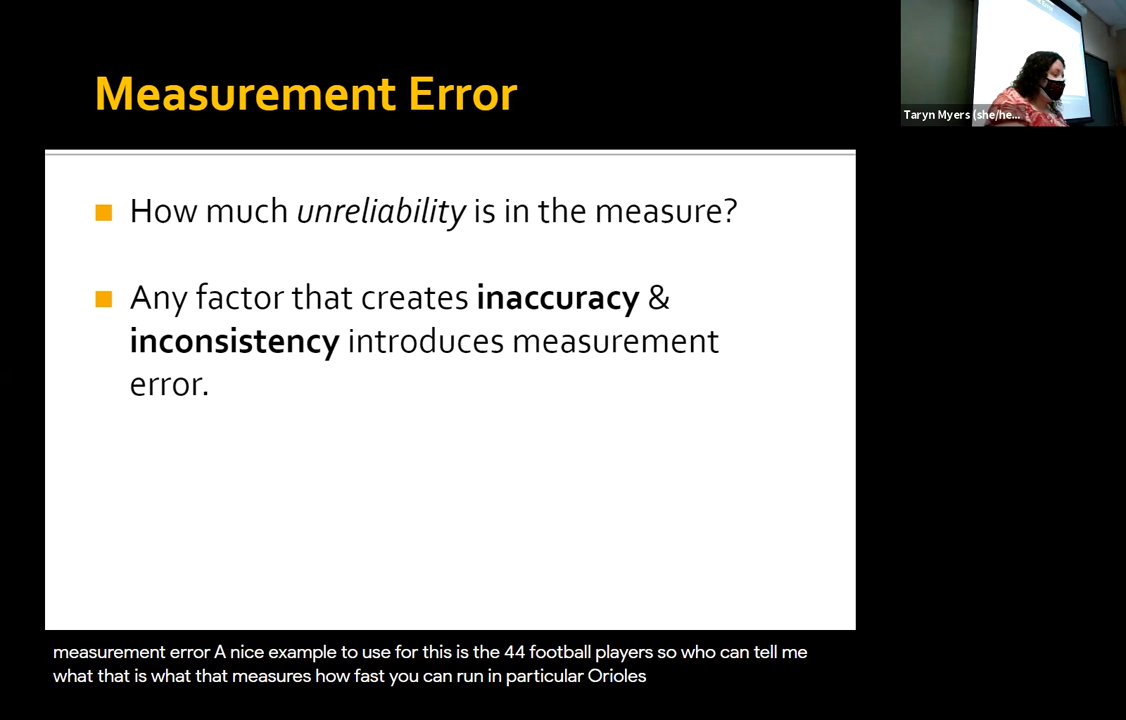 Measurement Error
Taryn Myers (she/he...
How much unreliability is in the measure?
Any factor that creates inaccuracy &
inconsistency introduces measurement
error.
measurement error A nice example to use for this is the 44 football players so who can tell me
what that is what that measures how fast you can run in particular Orioles